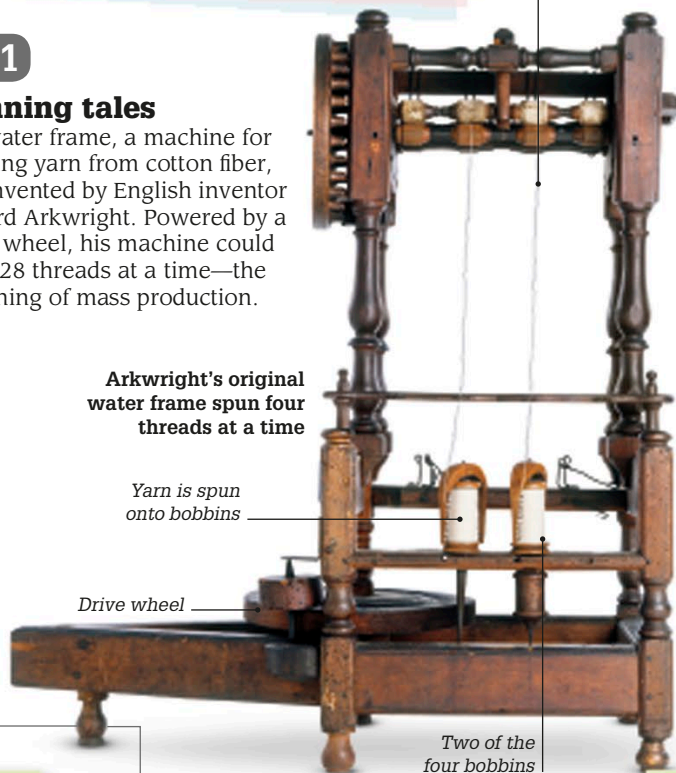 1
ning tales
ater frame, a machine for
ng yarn from cotton fiber,
nvented by English inventor
rd Arkwright. Powered by a
wheel, his machine could
28 threads at a time—the
ning of mass production.
Arkwright's original
water frame spun four
threads at a time
Yarn is spun
onto bobbins
Drive wheel
Two of the
four bobbins